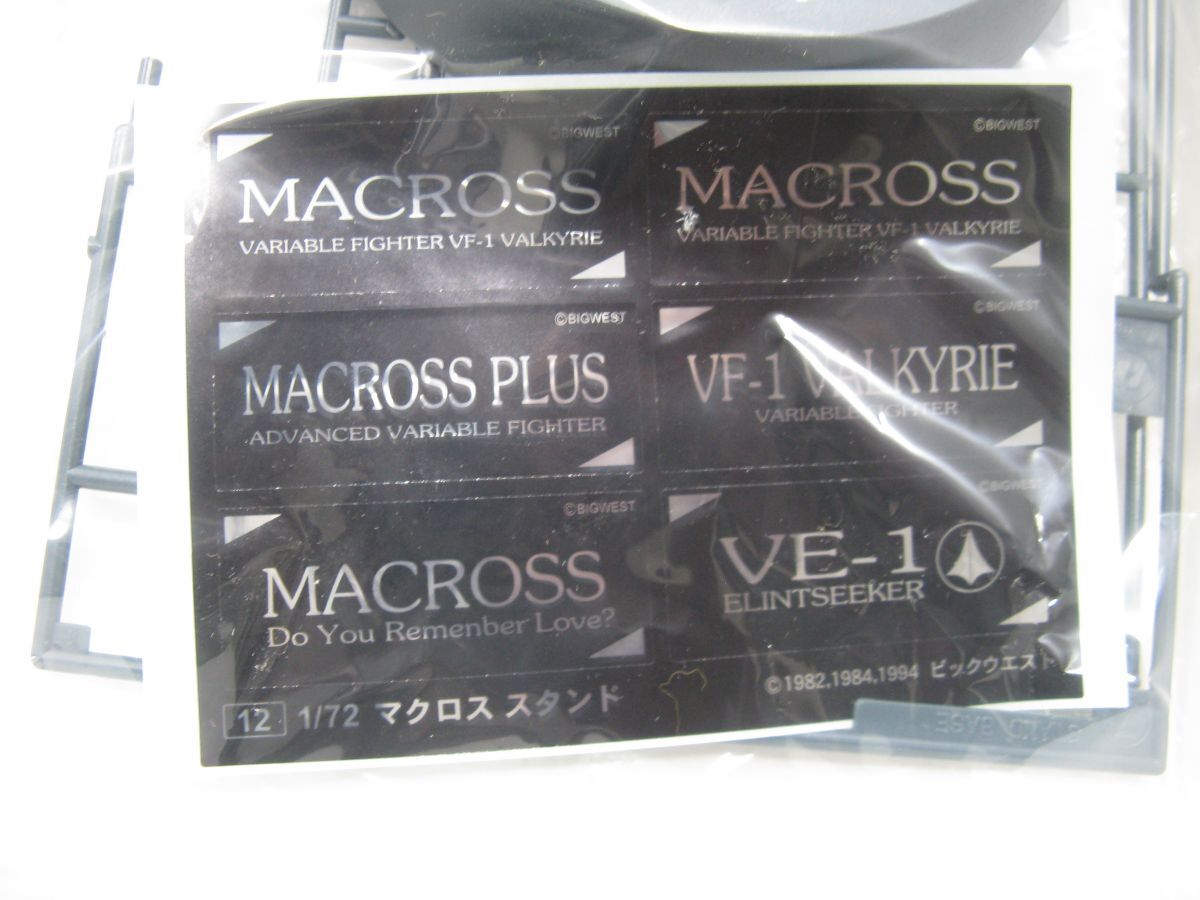 ©BIGWEST
MACROSS
VARIABLE FIGHTER VF-1 VALKYRIE
©BIGWEST
MACROSS
VARIABLE FIGHTER VF-1 VALKYRIE
©BIGWEST
MACROSS PLUS
ADVANCED VARIABLE FIGHTER
©BIGWEST
VF-1 VALKYRIE
VARIABLE FIGHTER
©BIGWEST
MACROSS
Do You Remenber Love?
©BIGWEST
VE-1
ELINTSEEKER
©1982,1984,1994 ビックウエスト
12 1/72 マクロス スタンド
STAND BASE